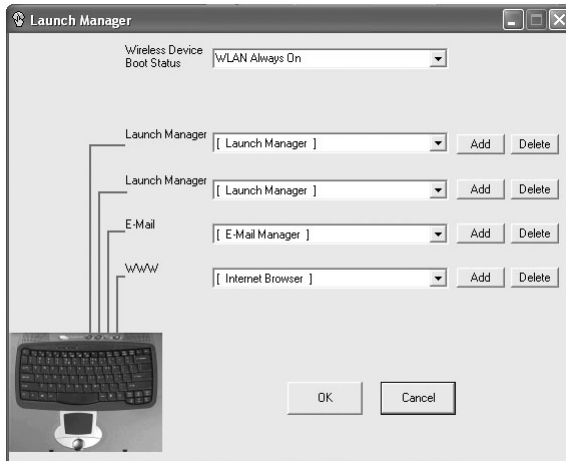 Launch Manager
Wireless Device
Boot Status
WLAN Always On
Launch Manager
[ Launch Manager ]
Add
Delete
Launch Manager
[ Launch Manager ]
Add
Delete
E-Mail
[ E-Mail Manager ]
Add
Delete
WWW
[ Internet Browser ]
Add
Delete
OK
Cancel